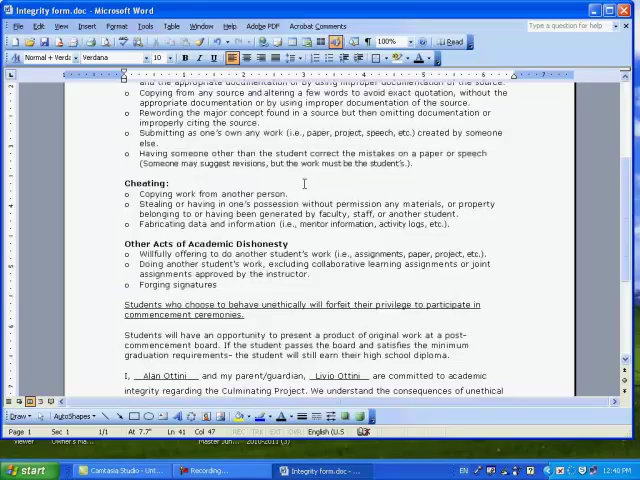 Integrity form.doc - Microsoft Word
File Edit View Insert Format Tools Table Window Help Adobe PDF Acrobat Comments
Type a question for help
100% Read
Normal + Verda Verdana 10
and the appropriate documentation or by using improper documentation of the source.
o Copying from any source and altering a few words to avoid exact quotation, without the
appropriate documentation or by using improper documentation of the source.
o Rewording the major concept found in a source but then omitting documentation or
improperly citing the source.
o Submitting as one's own any work (i.e., paper, project, speech, etc.) created by someone
else.
o Having someone other than the student correct the mistakes on a paper or speech
(Someone may suggest revisions, but the work must be the student's.).
Cheating:
o Copying work from another person.
o Stealing or having in one's possession without permission any materials, or property
belonging to or having been generated by faculty, staff, or another student.
o Fabricating data and information (i.e., mentor information, activity logs, etc.).
Other Acts of Academic Dishonesty
o Willfully offering to do another student's work (i.e., assignments, paper, project, etc.).
o Doing another student's work, excluding collaborative learning assignments or joint
assignments approved by the instructor.
o Forging signatures
Students who choose to behave unethically will forfeit their privilege to participate in
commencement ceremonies.
Students will have an opportunity to present a product of original work at a post-
commencement board. If the student passes the board and satisfies the minimum
graduation requirements- the student will still earn their high school diploma.
I, __Alan Ottini__ and my parent/guardian, __Livio Ottini__ are committed to academic
integrity regarding the Culminating Project. We understand the consequences of unethical
Draw AutoShapes
Page 1 Sec 1 1/1 At 7.7" Ln 41 Col 47 REC TRK EXT OVR English (U.S
Viewer Owner's Ma... Master Jun... 2010-2011 (3)
start Camtasia Studio - Unt... Recording... Integrity form.doc - ... EN 12:40 PM